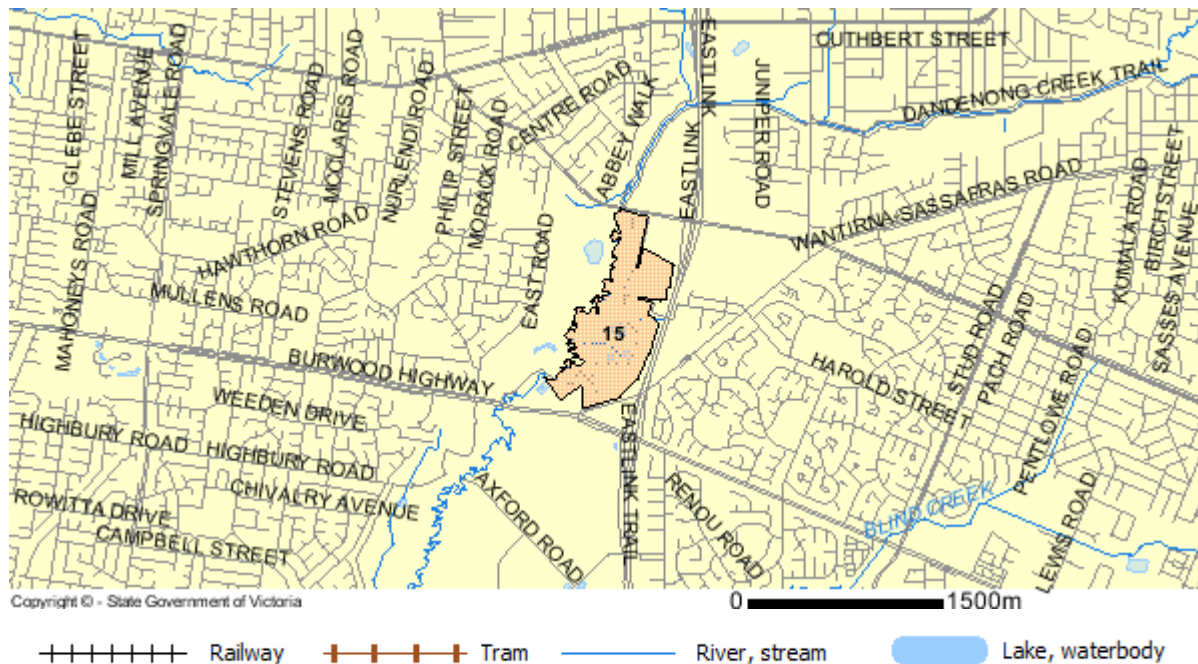 EASTLINK
CUTHBERT STREET
GLEBE STREET
MILL AVENUE
SPRINGVALE ROAD
STEVENS ROAD
MCCLARES ROAD
NURLENDI ROAD
PHILIP STREET
MORACK ROAD
CENTRE ROAD
ABBEY WALK
JUNIPER ROAD
DANDENONG CREEK TRAIL
EASTLINK
WANTIRNA-SASSAFRAS ROAD
KUMALA ROAD
BIRCH STREET
SASSES AVENUE
MAHONEYS ROAD
HAWTHORN ROAD
EAST ROAD
MULLENS ROAD
15
BURWOOD HIGHWAY
HAROLD STREET
STUD ROAD
PACH ROAD
PENTLOWE ROAD
WEEDEN DRIVE
HIGHBURY ROAD
HIGHBURY ROAD
CHIVALRY AVENUE
ROWITTA DRIVE
CAMPBELL STREET
AXFORD ROAD
EASTLINK TRAIL
RENOU ROAD
BLIND CREEK
LEWIS ROAD
Copyright © - State Government of Victoria
0 1500m
Railway Tram River, stream Lake, waterbody